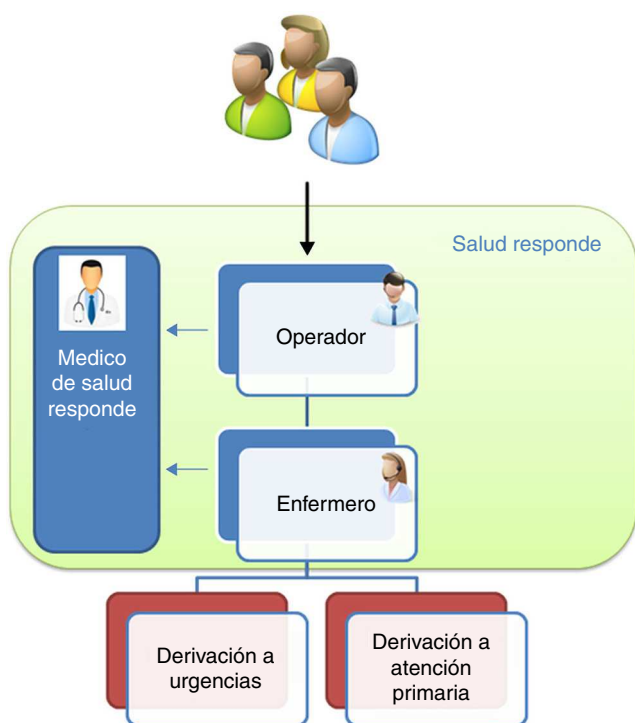 Salud responde
Operador
Medico
de salud
responde
Enfermero
Derivación a
urgencias
Derivación a
atención
primaria